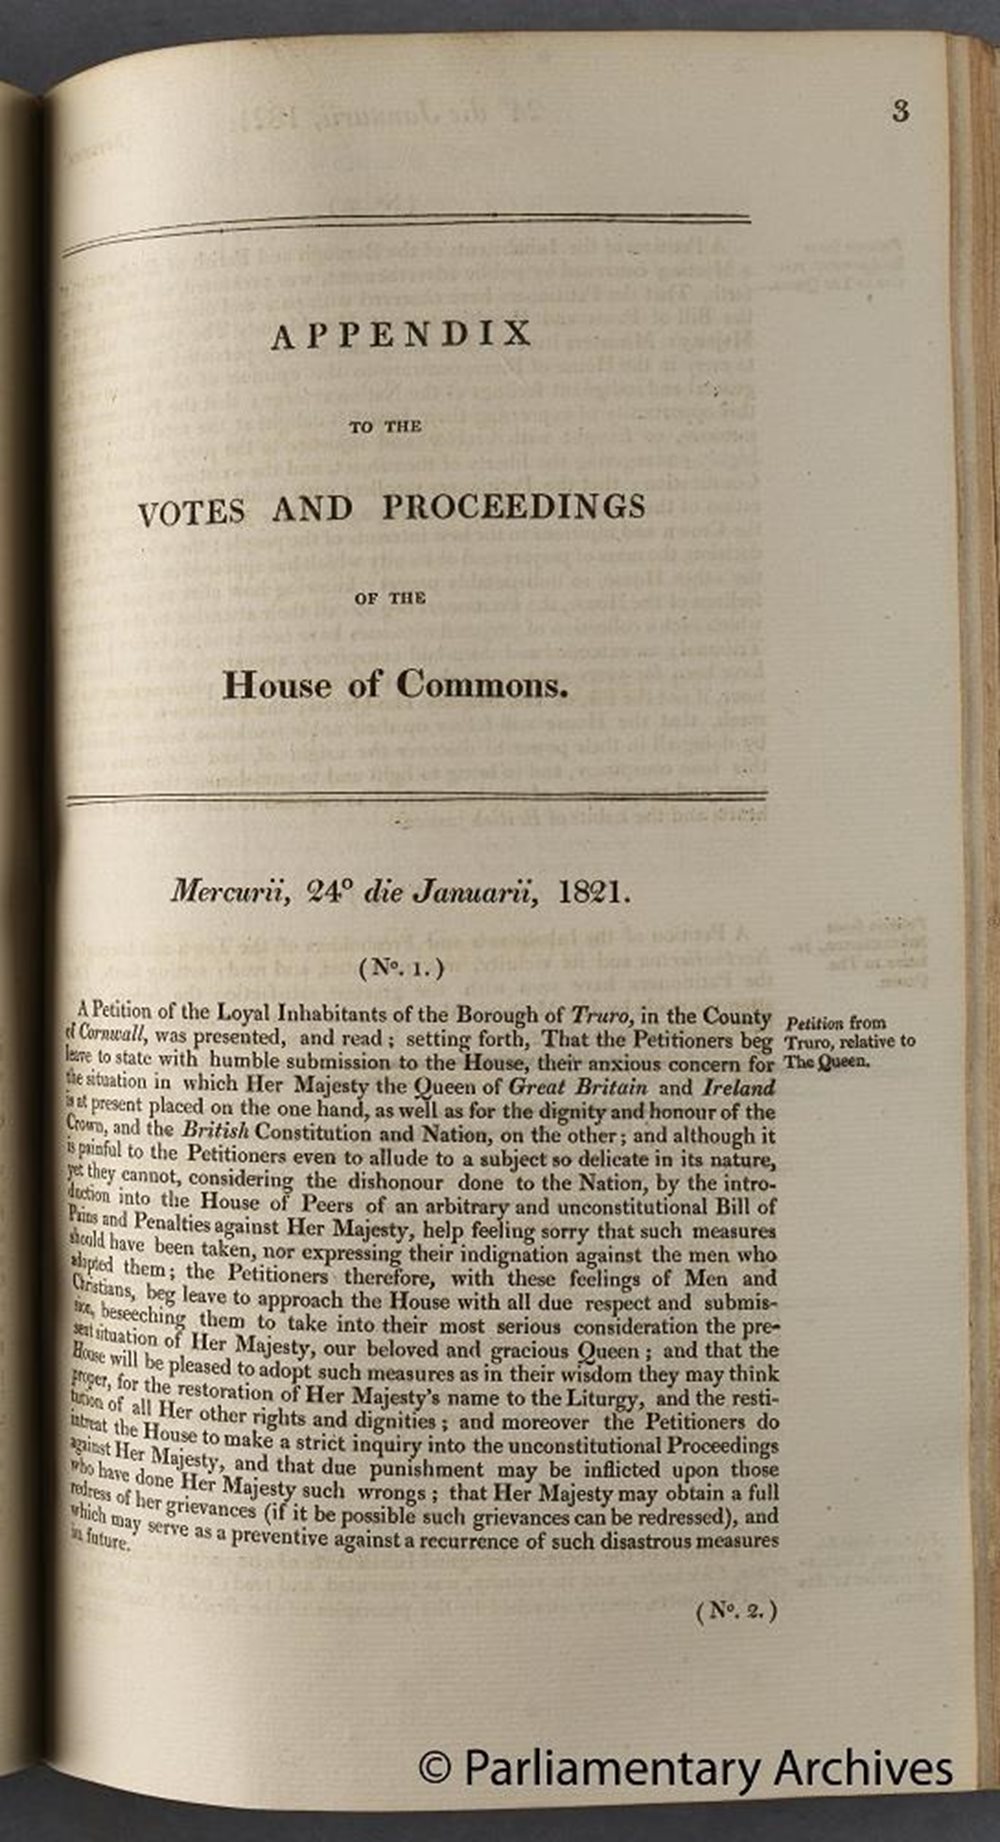 3
APPENDIX
TO THE
VOTES AND PROCEEDINGS
OF THE
House of Commons.
Mercurii, 24° die Januarii, 1821.
(No. 1.)
A Petition of the Loyal Inhabitants of the Borough of Truro, in the County
of Cornwall, was presented, and read; setting forth, That the Petitioners beg
leave to state with humble submission to the House, their anxious concern for
the situation in which Her Majesty the Queen of Great Britain and Ireland
is at present placed on the one hand, as well as for the dignity and honour of the
Crown, and the British Constitution and Nation, on the other; and although it
is painful to the Petitioners even to allude to a subject so delicate in its nature,
yet they cannot, considering the dishonour done to the Nation, by the intro-
duction into the House of Peers of an arbitrary and unconstitutional Bill of
Pains and Penalties against Her Majesty, help feeling sorry that such measures
should have been taken, nor expressing their indignation against the men who
adopted them; the Petitioners therefore, with these feelings of Men and
Christians, beg leave to approach the House with all due respect and submis-
sion, beseeching them to take into their most serious consideration the pre-
sent situation of Her Majesty, our beloved and gracious Queen; and that the
House will be pleased to adopt such measures as in their wisdom they may think
proper, for the restoration of Her Majesty's name to the Liturgy, and the resti-
tution of all Her other rights and dignities; and moreover the Petitioners do
intreat the House to make a strict inquiry into the unconstitutional Proceedings
against Her Majesty, and that due punishment may be inflicted upon those
who have done Her Majesty such wrongs; that Her Majesty may obtain a full
redress of her grievances (if it be possible such grievances can be redressed), and
which may serve as a preventive against a recurrence of such disastrous measures
in future.
Petition from
Truro, relative to
The Queen.
(No. 2.)
© Parliamentary Archives